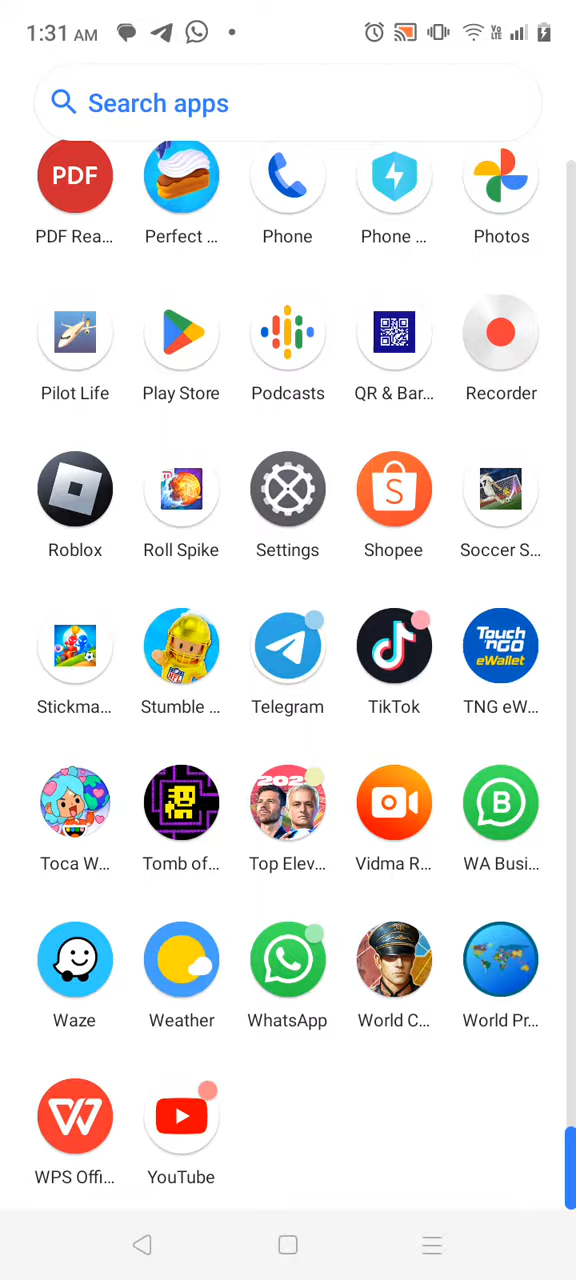 1:31 AM
Search apps
PDF
PDF Rea...
Perfect ...
Phone
Phone ...
Photos
Pilot Life
Play Store
Podcasts
QR & Bar...
Recorder
Roblox
Roll Spike
Settings
S
Shopee
Soccer S...
NFL
Stickma...
Stumble ...
Telegram
TikTok
Touch
'nGO
eWallet
TNG eW...
Toca W...
Tomb of...
Top Elev...
Vidma R...
B
WA Busi...
Waze
Weather
WhatsApp
World C...
World Pr...
W
WPS Offi...
YouTube